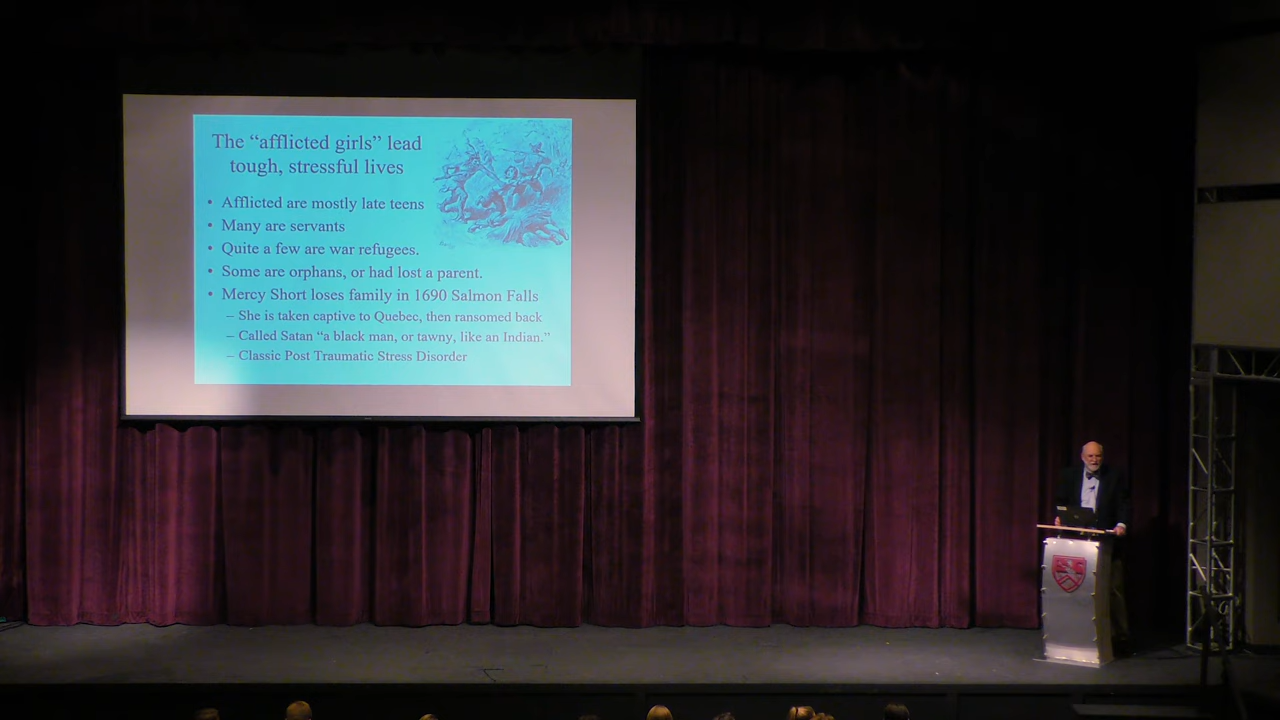 The “afflicted girls” lead
tough, stressful lives
• Afflicted are mostly late teens
• Many are servants
• Quite a few are war refugees.
• Some are orphans, or had lost a parent.
• Mercy Short loses family in 1690 Salmon Falls
– She is taken captive to Quebec, then ransomed back
– Called Satan “a black man, or tawny, like an Indian.”
– Classic Post Traumatic Stress Disorder